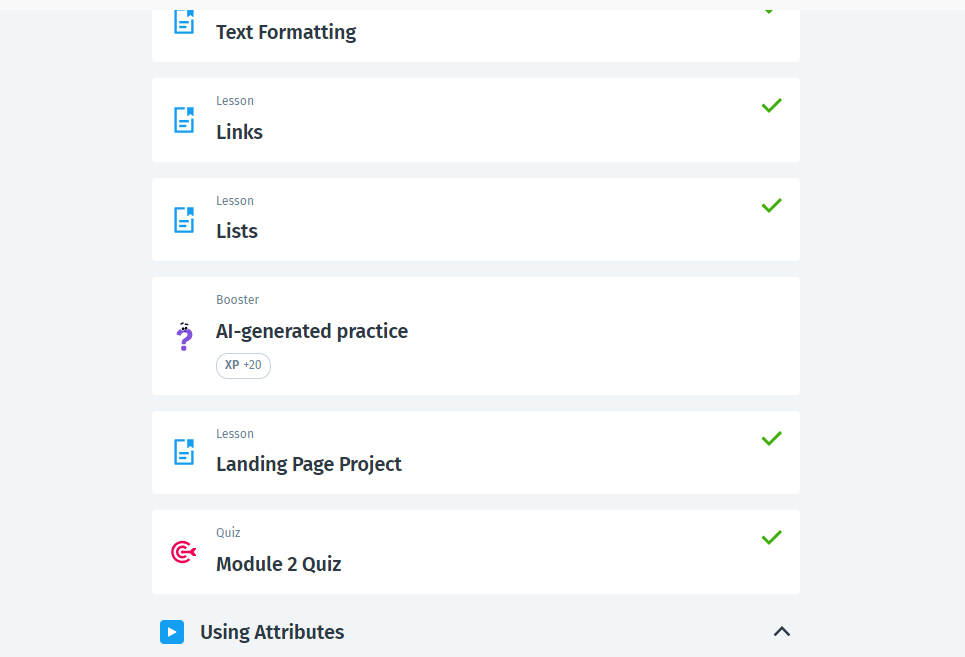 Text Formatting
Lesson
Links
Lesson
Lists
Booster
AI-generated practice
XP +20
Lesson
Landing Page Project
Quiz
Module 2 Quiz
Using Attributes